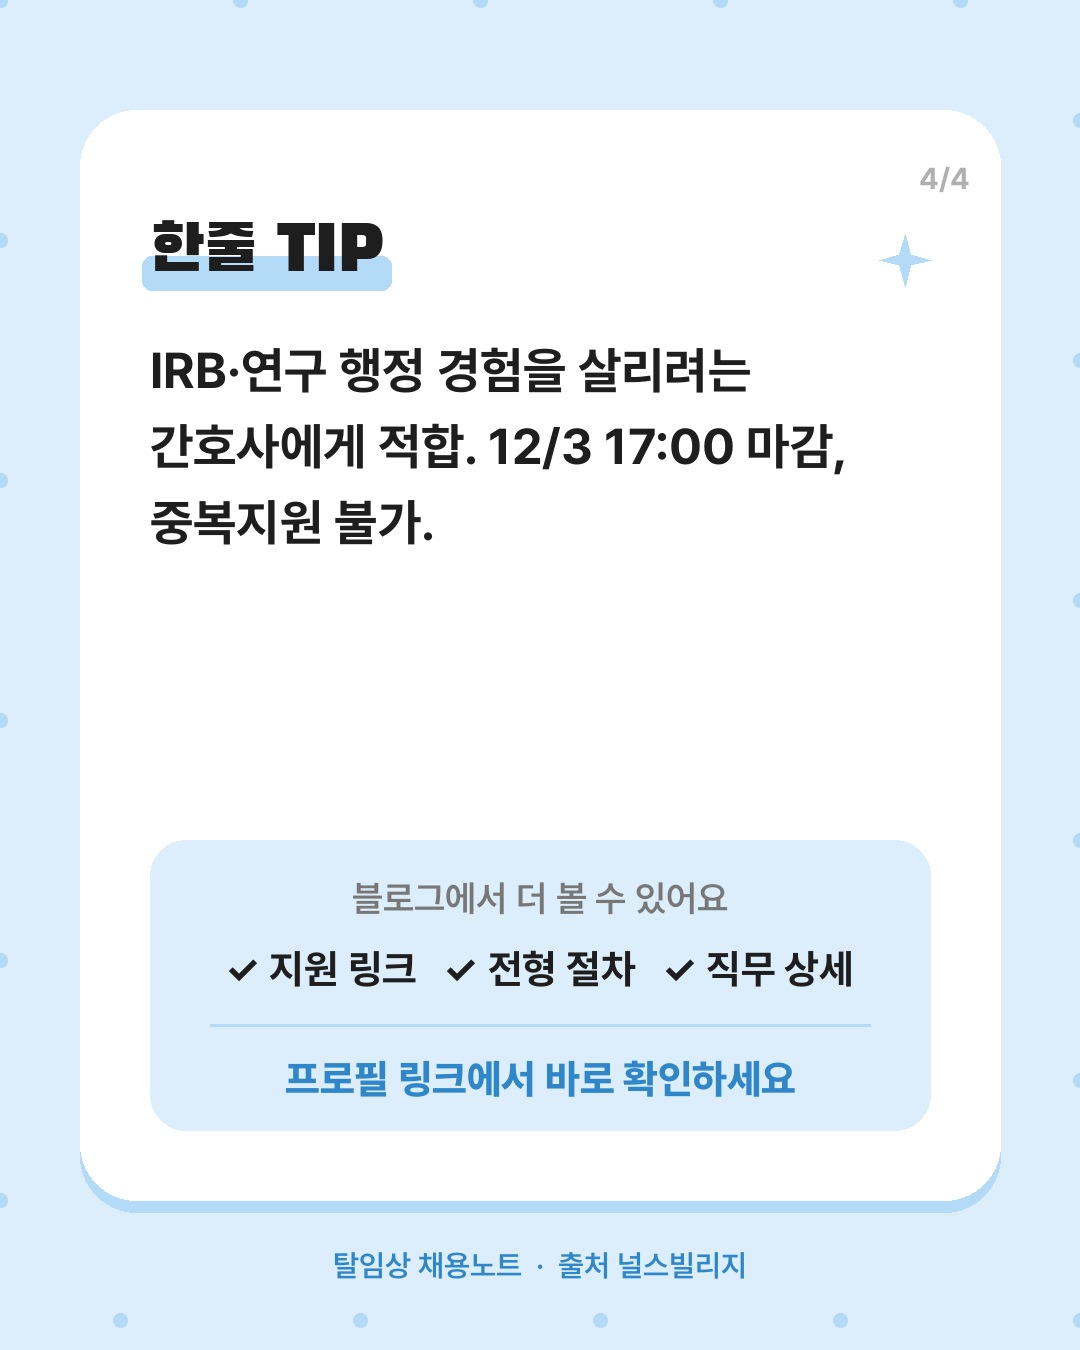 4/4
한줄 TIP
IRB·연구 행정 경험을 살리려는
간호사에게 적합. 12/3 17:00 마감,
중복지원 불가.
블로그에서 더 볼 수 있어요
✓ 지원 링크 ✓ 전형 절차 ✓ 직무 상세
프로필 링크에서 바로 확인하세요
탈임상 채용노트 · 출처 널스빌리지